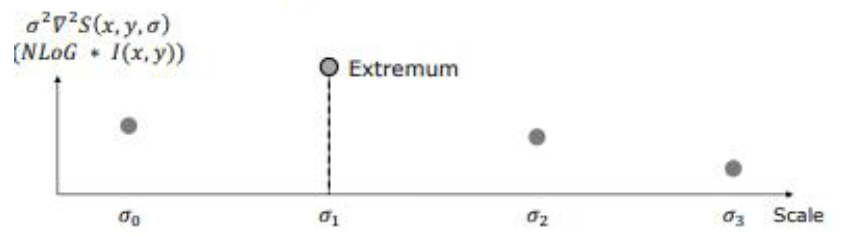 σ²∇²S(x, y, σ)
(NLoG * I(x, y))
Extremum
σ₀ σ₁ σ₂ σ₃ Scale